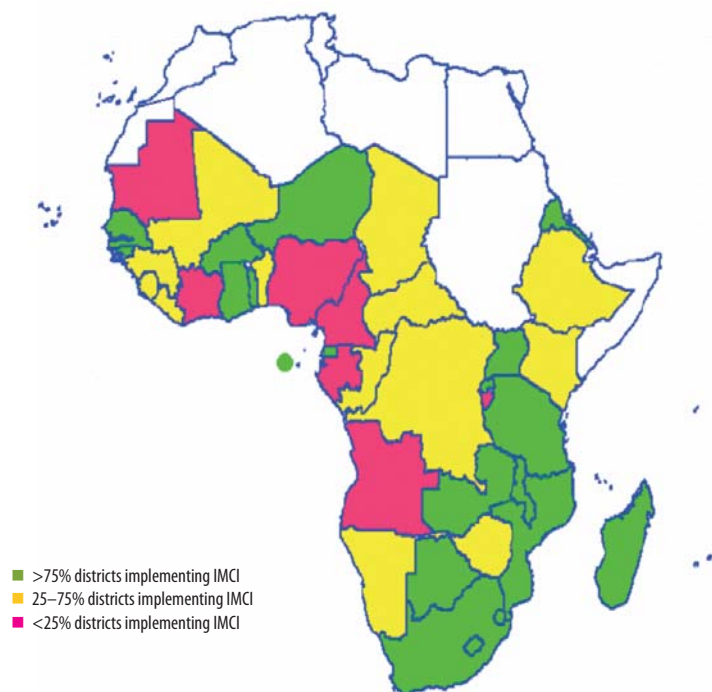 >75% districts implementing IMCI
25–75% districts implementing IMCI
<25% districts implementing IMCI